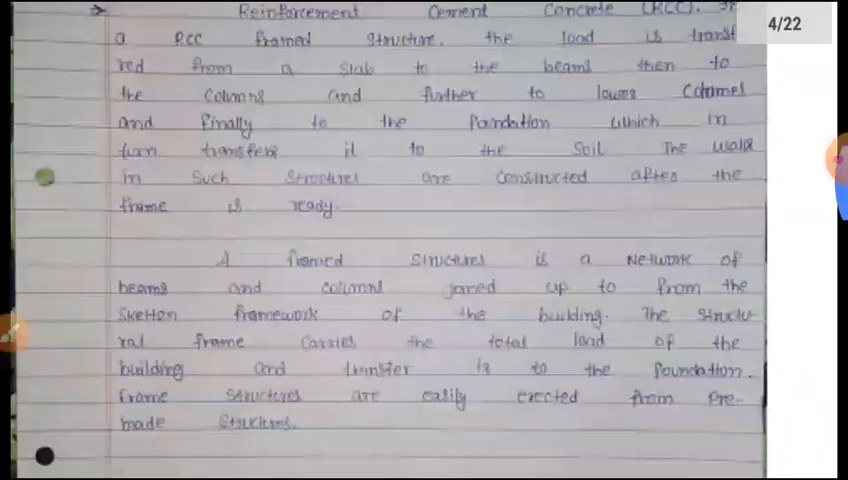 Reinforcement Cement Concrete (RCC). In
4/22
a RCC framed structure. the load is transf
red from a slab to the beams then to
the columns and further to lower Columns
and finally to the foundation which in
turn transfers it to the soil. The walls
in such structures are constructed after the
frame is ready.
A framed structures is a Network of
beams and columns joined up to from the
Skelton framework of the building. The structu
ral frame carries the total load of the
building and transfer is to the foundation.
frame structures are easily erected from pre-
made structures.